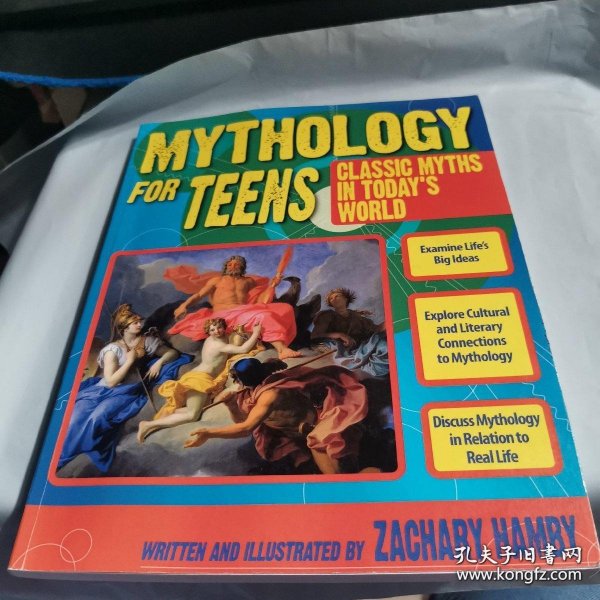 MYTHOLOGY
FOR TEENS
CLASSIC MYTHS
IN TODAY'S
WORLD
Examine Life's
Big Ideas
Explore Cultural
and Literary
Connections
to Mythology
Discuss Mythology
in Relation to
Real Life
WRITTEN AND ILLUSTRATED BY ZACHARY HAMBY
孔夫子旧书网
www.kongfz.com